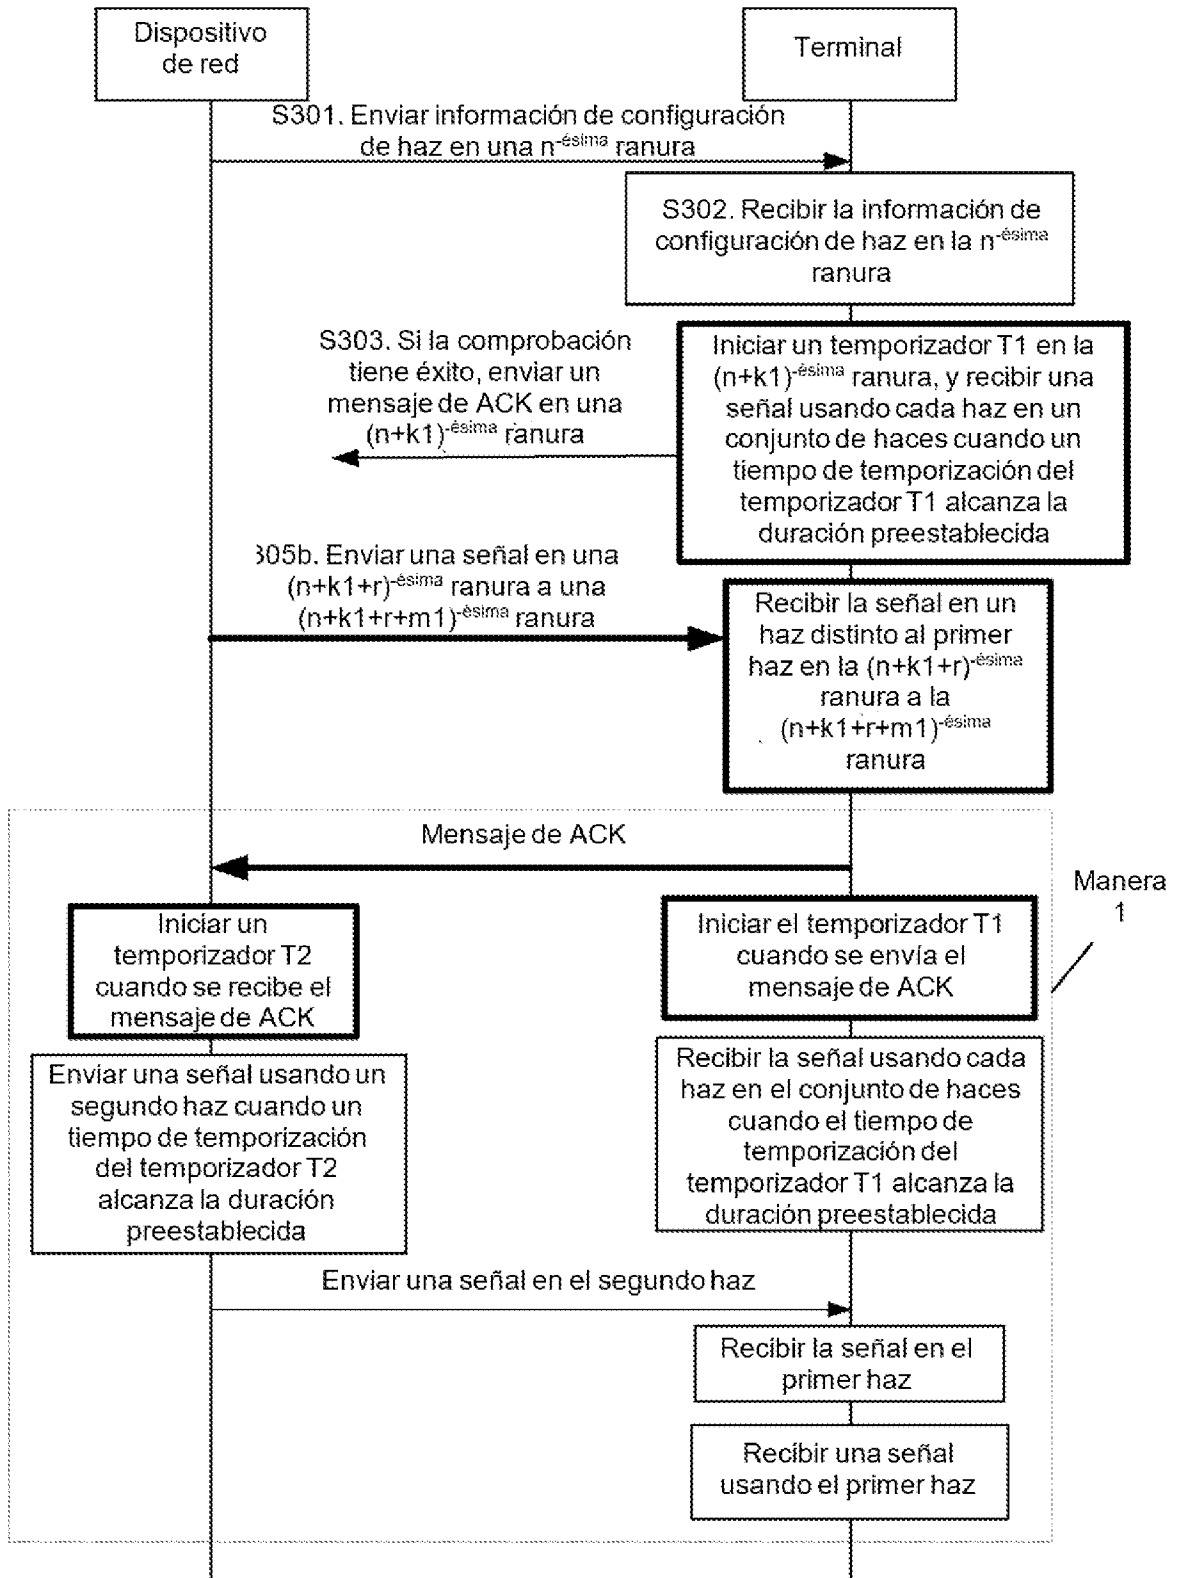 Dispositivo
de red
Terminal
S301. Enviar información de configuración
de haz en una n-ésima ranura
S302. Recibir la información de
configuración de haz en la n-ésima
ranura
S303. Si la comprobación
tiene éxito, enviar un
mensaje de ACK en una
(n+k1)-ésima ranura
Iniciar un temporizador T1 en la
(n+k1)-ésima ranura, y recibir una
señal usando cada haz en un
conjunto de haces cuando un
tiempo de temporización del
temporizador T1 alcanza la
duración preestablecida
305b. Enviar una señal en una
(n+k1+r)-ésima ranura a una
(n+k1+r+m1)-ésima ranura
Recibir la señal en un
haz distinto al primer
haz en la (n+k1+r)-ésima
ranura a la
(n+k1+r+m1)-ésima
ranura
Mensaje de ACK
Manera
1
Iniciar un
temporizador T2
cuando se recibe el
mensaje de ACK
Iniciar el temporizador T1
cuando se envía el
mensaje de ACK
Enviar una señal usando un
segundo haz cuando un
tiempo de temporización
del temporizador T2
alcanza la duración
preestablecida
Recibir la señal usando cada
haz en el conjunto de haces
cuando el tiempo de
temporización del
temporizador T1 alcanza la
duración preestablecida
Enviar una señal en el segundo haz
Recibir la señal en el
primer haz
Recibir una señal
usando el primer haz